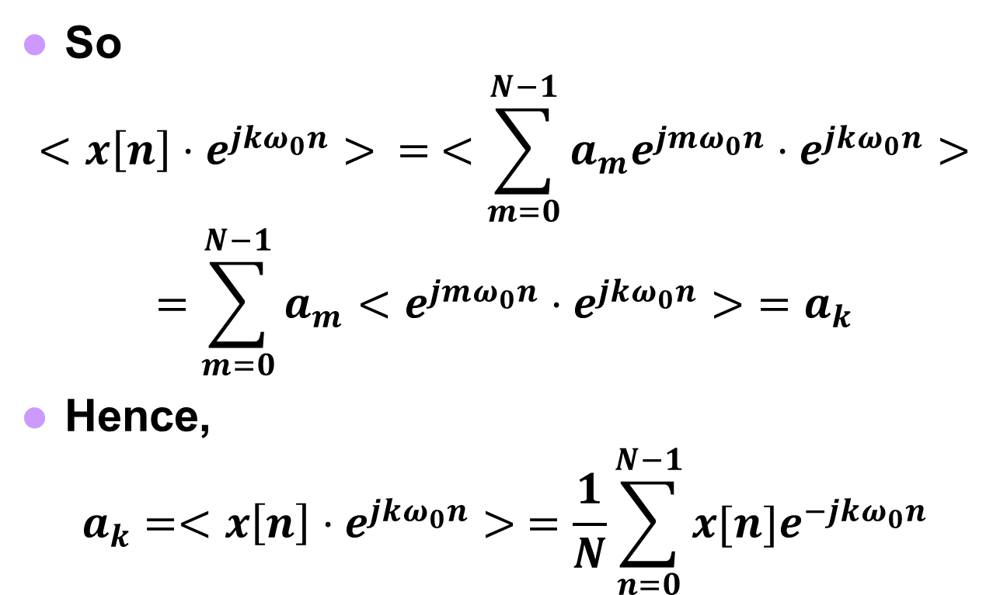 ● So
$< x[n] \cdot e^{jk\omega_0 n} > = < \sum_{m=0}^{N-1} a_m e^{jm\omega_0 n} \cdot e^{jk\omega_0 n} >$
$= \sum_{m=0}^{N-1} a_m < e^{jm\omega_0 n} \cdot e^{jk\omega_0 n} > = a_k$
● Hence,
$a_k = < x[n] \cdot e^{jk\omega_0 n} > = \frac{1}{N} \sum_{n=0}^{N-1} x[n] e^{-jk\omega_0 n}$